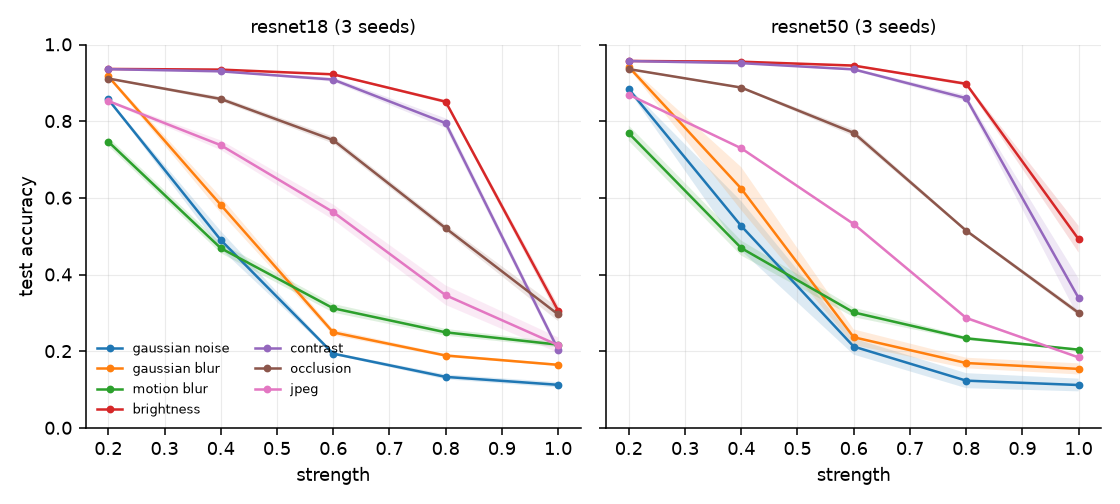 resnet18 (3 seeds)
resnet50 (3 seeds)
test accuracy
1.0
0.8
0.6
0.4
0.2
0.0
gaussian noise
gaussian blur
motion blur
brightness
contrast
occlusion
jpeg
0.2 0.3 0.4 0.5 0.6 0.7 0.8 0.9 1.0
0.2 0.3 0.4 0.5 0.6 0.7 0.8 0.9 1.0
strength
strength